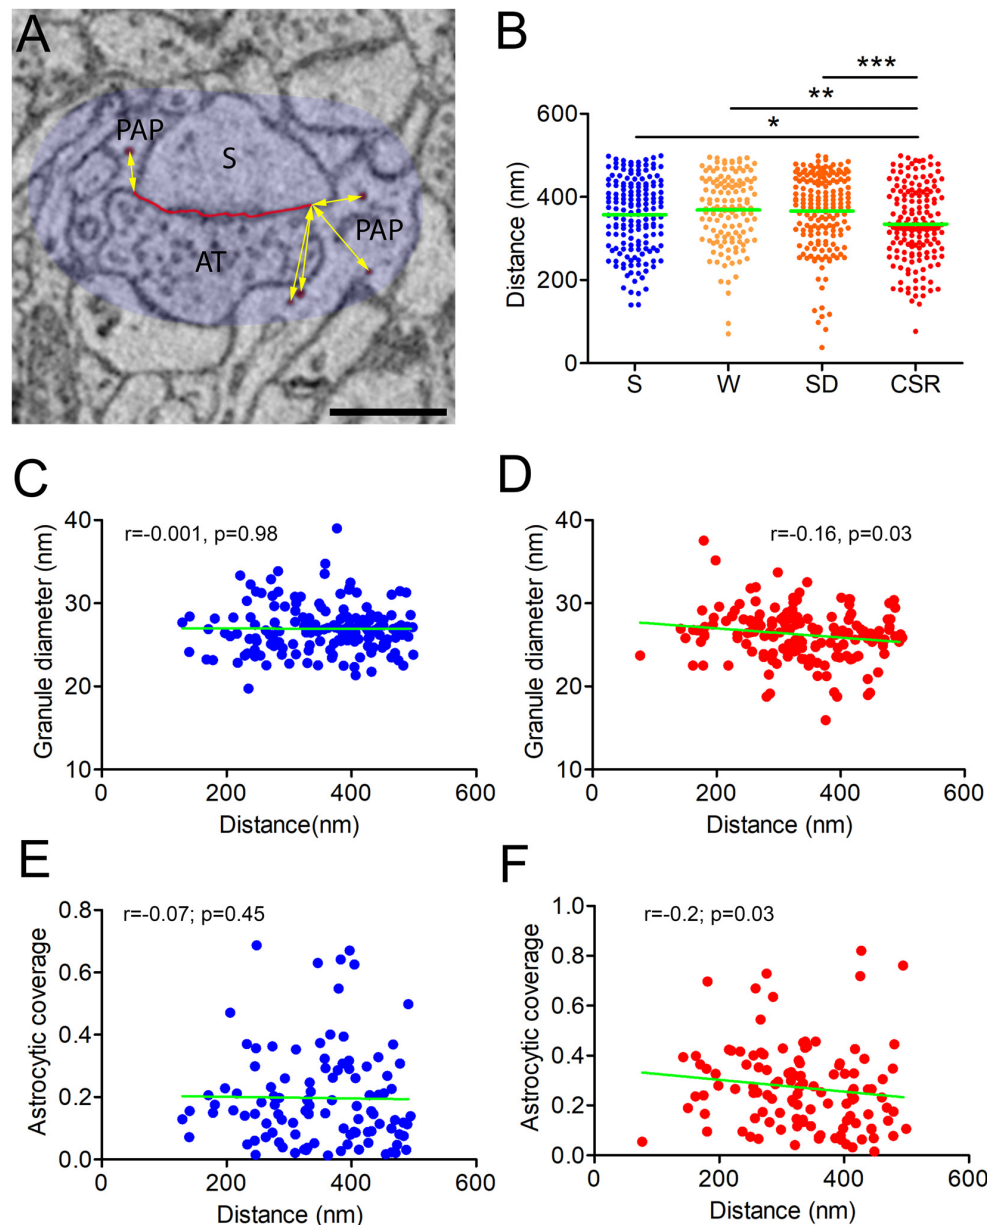 A
PAP
S
AT
PAP
B
***
**
*
Distance (nm)
600
400
200
0
S W SD CSR
C
r=-0.001, p=0.98
Granule diameter (nm)
40
30
20
10
0 200 400 600
Distance(nm)
D
r=-0.16, p=0.03
Granule diameter (nm)
40
30
20
10
0 200 400 600
Distance (nm)
E
r=-0.07; p=0.45
Astrocytic coverage
0.8
0.6
0.4
0.2
0.0
0 200 400 600
Distance (nm)
F
r=-0.2; p=0.03
Astrocytic coverage
1.0
0.8
0.6
0.4
0.2
0.0
0 200 400 600
Distance (nm)